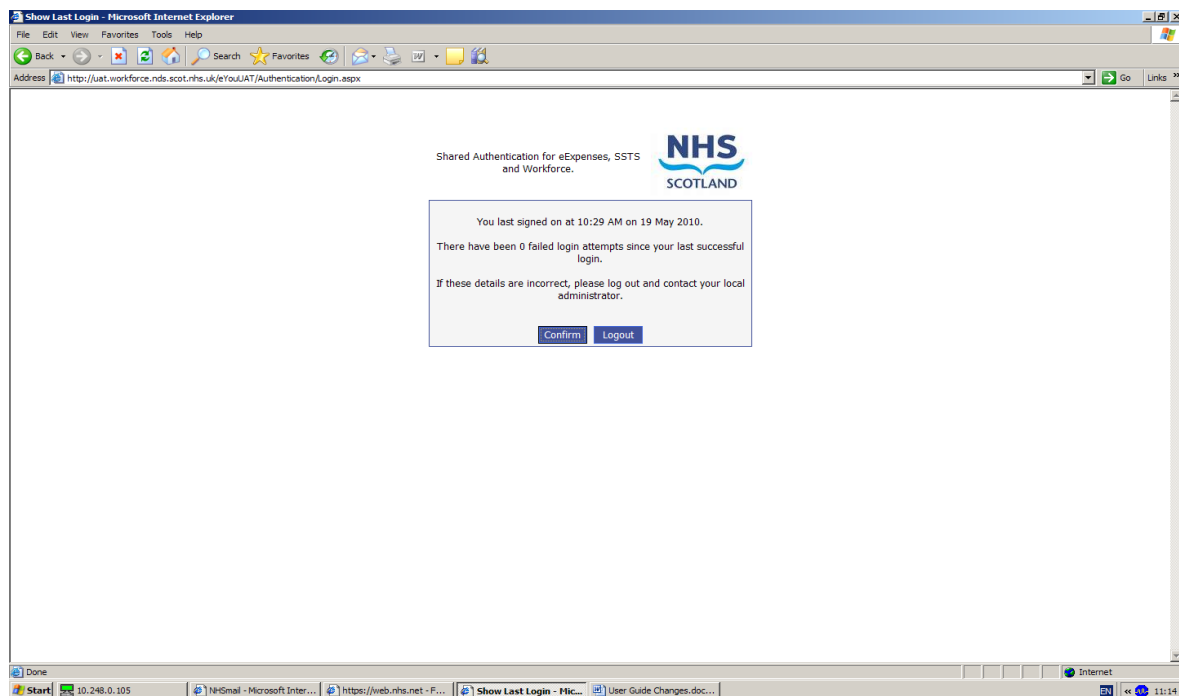 Show Last Login - Microsoft Internet Explorer
File Edit View Favorites Tools Help
Back Search Favorites
Address http://uat.workforce.nds.scot.nhs.uk/eYouUAT/Authentication/Login.aspx Go Links »
Shared Authentication for eExpenses, SSTS
and Workforce.
NHS
SCOTLAND
You last signed on at 10:29 AM on 19 May 2010.
There have been 0 failed login attempts since your last successful
login.
If these details are incorrect, please log out and contact your local
administrator.
Confirm Logout
Done Internet
Start 10.248.0.105 NHSmail - Microsoft Inter... https://web.nhs.net - F... Show Last Login - Mic... User Guide Changes.doc... EN « 11:14